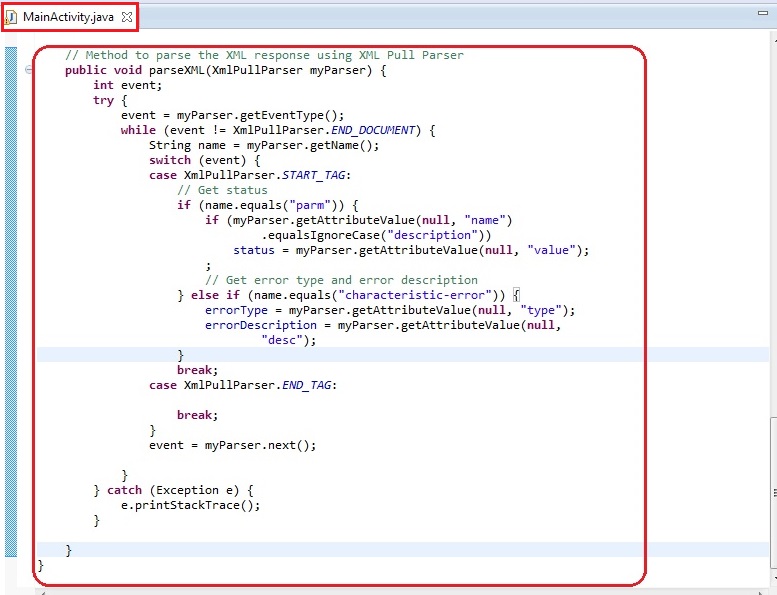 MainActivity.java
// Method to parse the XML response using XML Pull Parser
public void parseXML(XmlPullParser myParser) {
int event;
try {
event = myParser.getEventType();
while (event != XmlPullParser.END_DOCUMENT) {
String name = myParser.getName();
switch (event) {
case XmlPullParser.START_TAG:
// Get status
if (name.equals("parm")) {
if (myParser.getAttributeValue(null, "name")
.equalsIgnoreCase("description"))
status = myParser.getAttributeValue(null, "value");
;
// Get error type and error description
} else if (name.equals("characteristic-error")) {
errorType = myParser.getAttributeValue(null, "type");
errorDescription = myParser.getAttributeValue(null,
"desc");
}
break;
case XmlPullParser.END_TAG:
break;
}
event = myParser.next();
}
} catch (Exception e) {
e.printStackTrace();
}
}
}